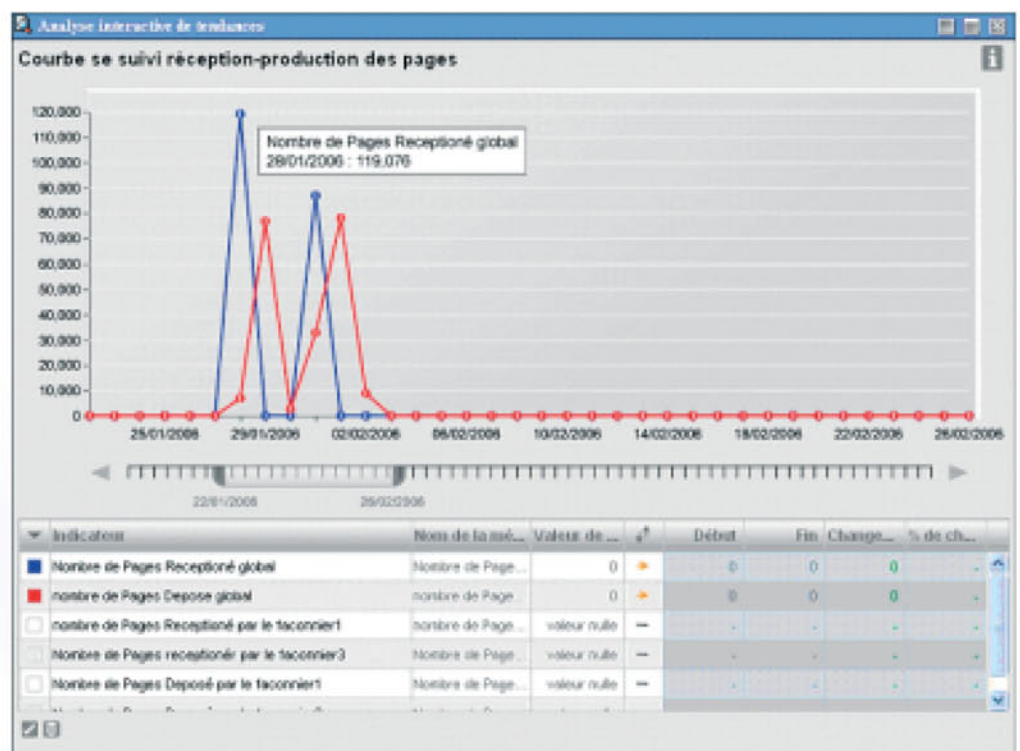 Analyse interactive de tendances
Courbe se suivi réception-production des pages
120,000
110,000
100,000
90,000
80,000
70,000
60,000
50,000
40,000
30,000
20,000
10,000
0
Nombre de Pages Receptioné global
28/01/2006 : 119,076
25/01/2006 29/01/2006 02/02/2006 06/02/2006 10/02/2006 14/02/2006 18/02/2006 22/02/2006 26/02/2006
22/01/2006 26/02/2006
Indicateur Nom de la mé... Valeur de ... Début Fin Change... % de ch...
Nombre de Pages Receptioné global Nombre de Page... 0 0 0 0 -
nombre de Pages Depose global nombre de Page... 0 0 0 0 -
nombre de Pages Receptioné par le taconnier1 nombre de Page... valeur nulle - - - -
Nombre de Pages receptionér par le taconnier3 Nombre de Page... valeur nulle - - - -
Nombre de Pages Deposé par le taconnier1 Nombre de Page... valeur nulle - - - -